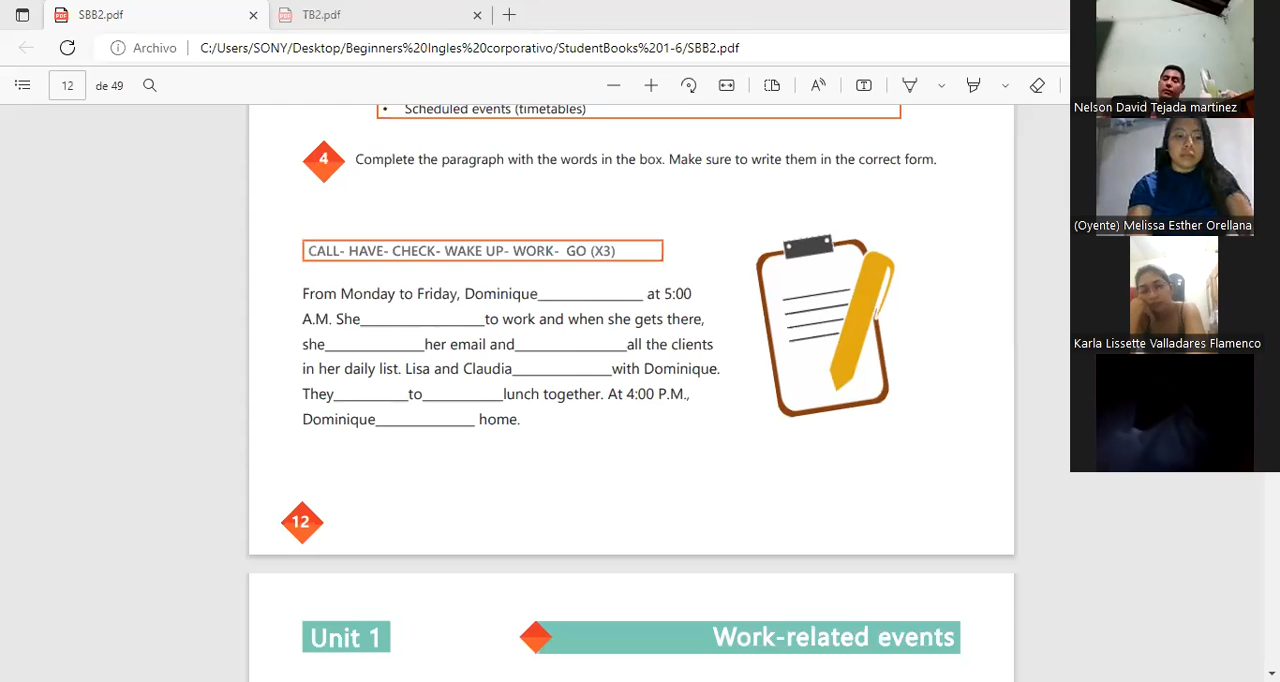 SBB2.pdf
TB2.pdf
Archivo
C:/Users/SONY/Desktop/Beginners%20Ingles%20corporativo/StudentBooks%201-6/SBB2.pdf
12 de 49
• Scheduled events (timetables)
4
Complete the paragraph with the words in the box. Make sure to write them in the correct form.
CALL- HAVE- CHECK- WAKE UP- WORK- GO (X3)
From Monday to Friday, Dominique_____________ at 5:00
A.M. She_______________to work and when she gets there,
she____________her email and______________all the clients
in her daily list. Lisa and Claudia____________with Dominique.
They_________to__________lunch together. At 4:00 P.M.,
Dominique____________ home.
12
Unit 1
Work-related events
Nelson David Tejada martinez
(Oyente) Melissa Esther Orellana
Karla Lissette Valladares Flamenco